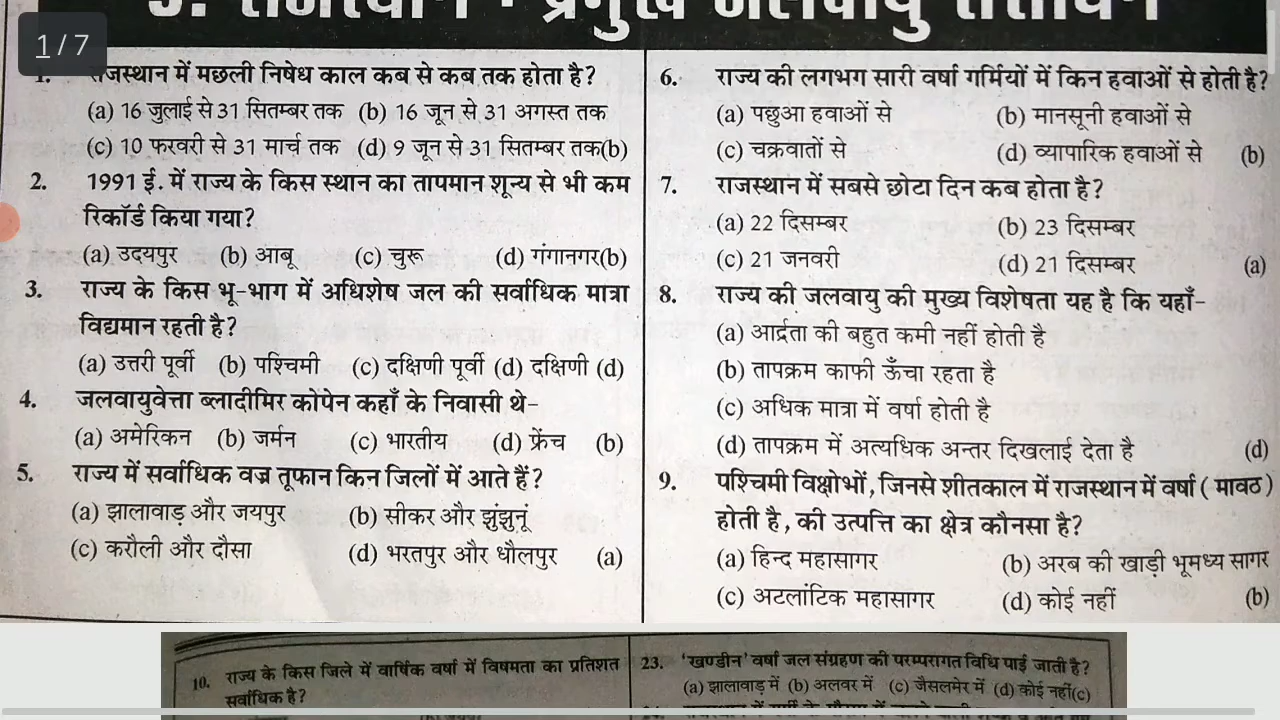 1 / 7
5. राजस्थान : प्रमुख जलवायु
राजस्थान में मछली निषेध काल कब से कब तक होता है?
(a) 16 जुलाई से 31 सितम्बर तक (b) 16 जून से 31 अगस्त तक
(c) 10 फरवरी से 31 मार्च तक (d) 9 जून से 31 सितम्बर तक(b)
2. 1991 ई. में राज्य के किस स्थान का तापमान शून्य से भी कम
रिकॉर्ड किया गया?
(a) उदयपुर (b) आबू (c) चुरू (d) गंगानगर(b)
3. राज्य के किस भू-भाग में अधिशेष जल की सर्वाधिक मात्रा
विद्यमान रहती है?
(a) उत्तरी पूर्वी (b) पश्चिमी (c) दक्षिणी पूर्वी (d) दक्षिणी (d)
4. जलवायुवेत्ता ब्लादीमिर कोपेन कहाँ के निवासी थे-
(a) अमेरिकन (b) जर्मन (c) भारतीय (d) फ्रेंच (b)
5. राज्य में सर्वाधिक वज्र तूफान किन जिलों में आते हैं?
(a) झालावाड़ और जयपुर (b) सीकर और झुंझुनूं
(c) करौली और दौसा (d) भरतपुर और धौलपुर (a)
6. राज्य की लगभग सारी वर्षा गर्मियों में किन हवाओं से होती है?
(a) पछुआ हवाओं से (b) मानसूनी हवाओं से
(c) चक्रवातों से (d) व्यापारिक हवाओं से (b)
7. राजस्थान में सबसे छोटा दिन कब होता है?
(a) 22 दिसम्बर (b) 23 दिसम्बर
(c) 21 जनवरी (d) 21 दिसम्बर (a)
8. राज्य की जलवायु की मुख्य विशेषता यह है कि यहाँ-
(a) आर्द्रता की बहुत कमी नहीं होती है
(b) तापक्रम काफी ऊँचा रहता है
(c) अधिक मात्रा में वर्षा होती है
(d) तापक्रम में अत्यधिक अन्तर दिखलाई देता है (d)
9. पश्चिमी विक्षोभों, जिनसे शीतकाल में राजस्थान में वर्षा ( मावठ )
होती है, की उत्पत्ति का क्षेत्र कौनसा है?
(a) हिन्द महासागर (b) अरब की खाड़ी भूमध्य सागर
(c) अटलांटिक महासागर (d) कोई नहीं (b)
10. राज्य के किस जिले में वार्षिक वर्षा में विषमता का प्रतिशत
सर्वाधिक है?
23. 'खण्डीन' वर्षा जल संग्रहण की परम्परागत विधि पाई जाती है?
(a) झालावाड़ में (b) अलवर में (c) जैसलमेर में (d) कोई नहीं(c)